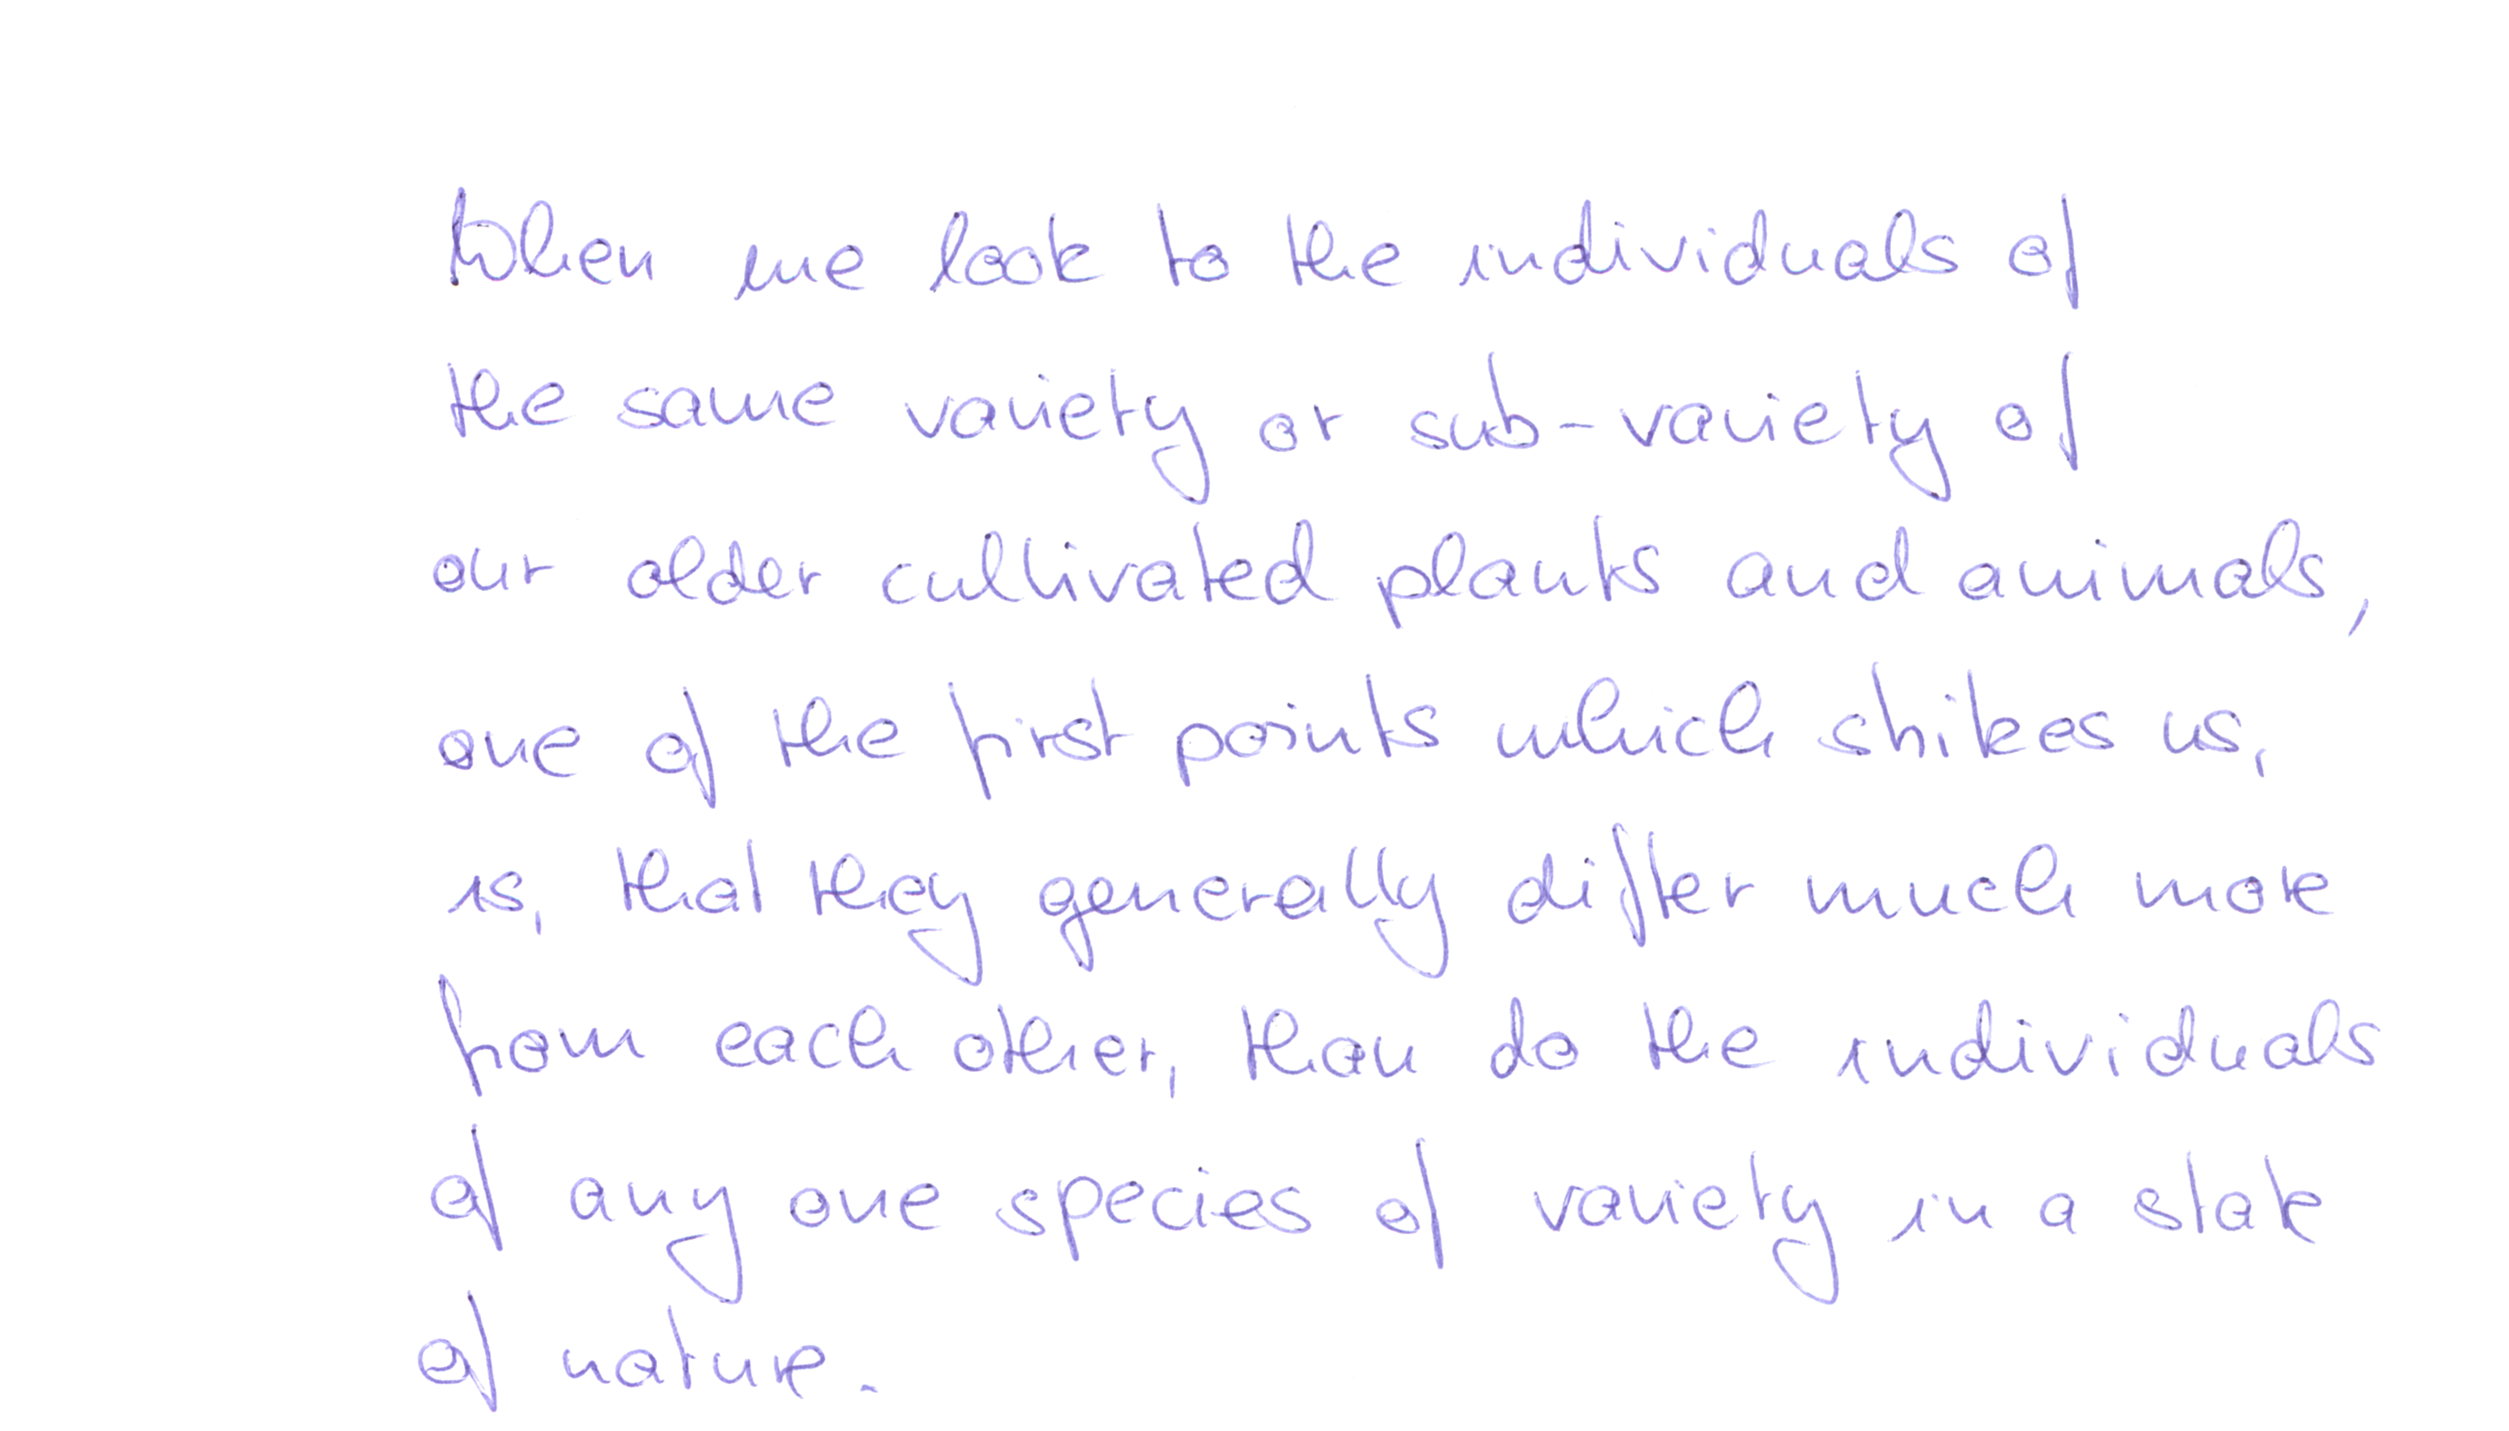 When we look to the individuals of
the same variety or sub-variety of
our older cultivated plants and animals,
one of the first points which strikes us,
is, that they generally differ much more
from each other, than do the individuals
of any one species of variety in a state
of nature.